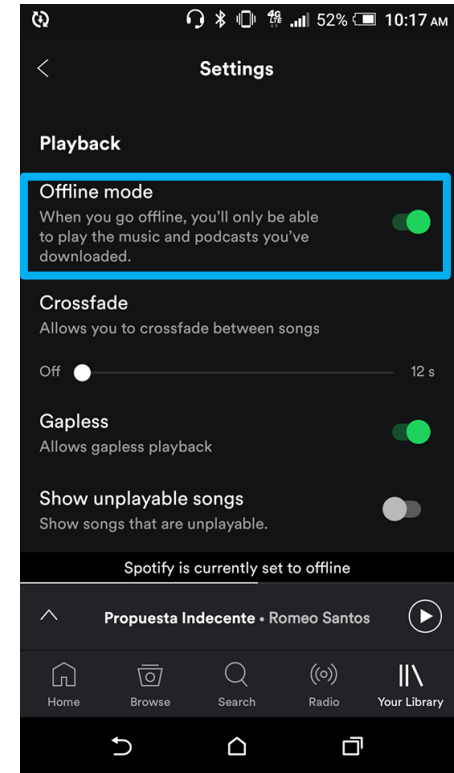 4G 52% 10:17 AM
Settings
Playback
Offline mode
When you go offline, you'll only be able
to play the music and podcasts you've
downloaded.
Crossfade
Allows you to crossfade between songs
Off 12 s
Gapless
Allows gapless playback
Show unplayable songs
Show songs that are unplayable.
Spotify is currently set to offline
Propuesta Indecente • Romeo Santos
Home Browse Search Radio Your Library